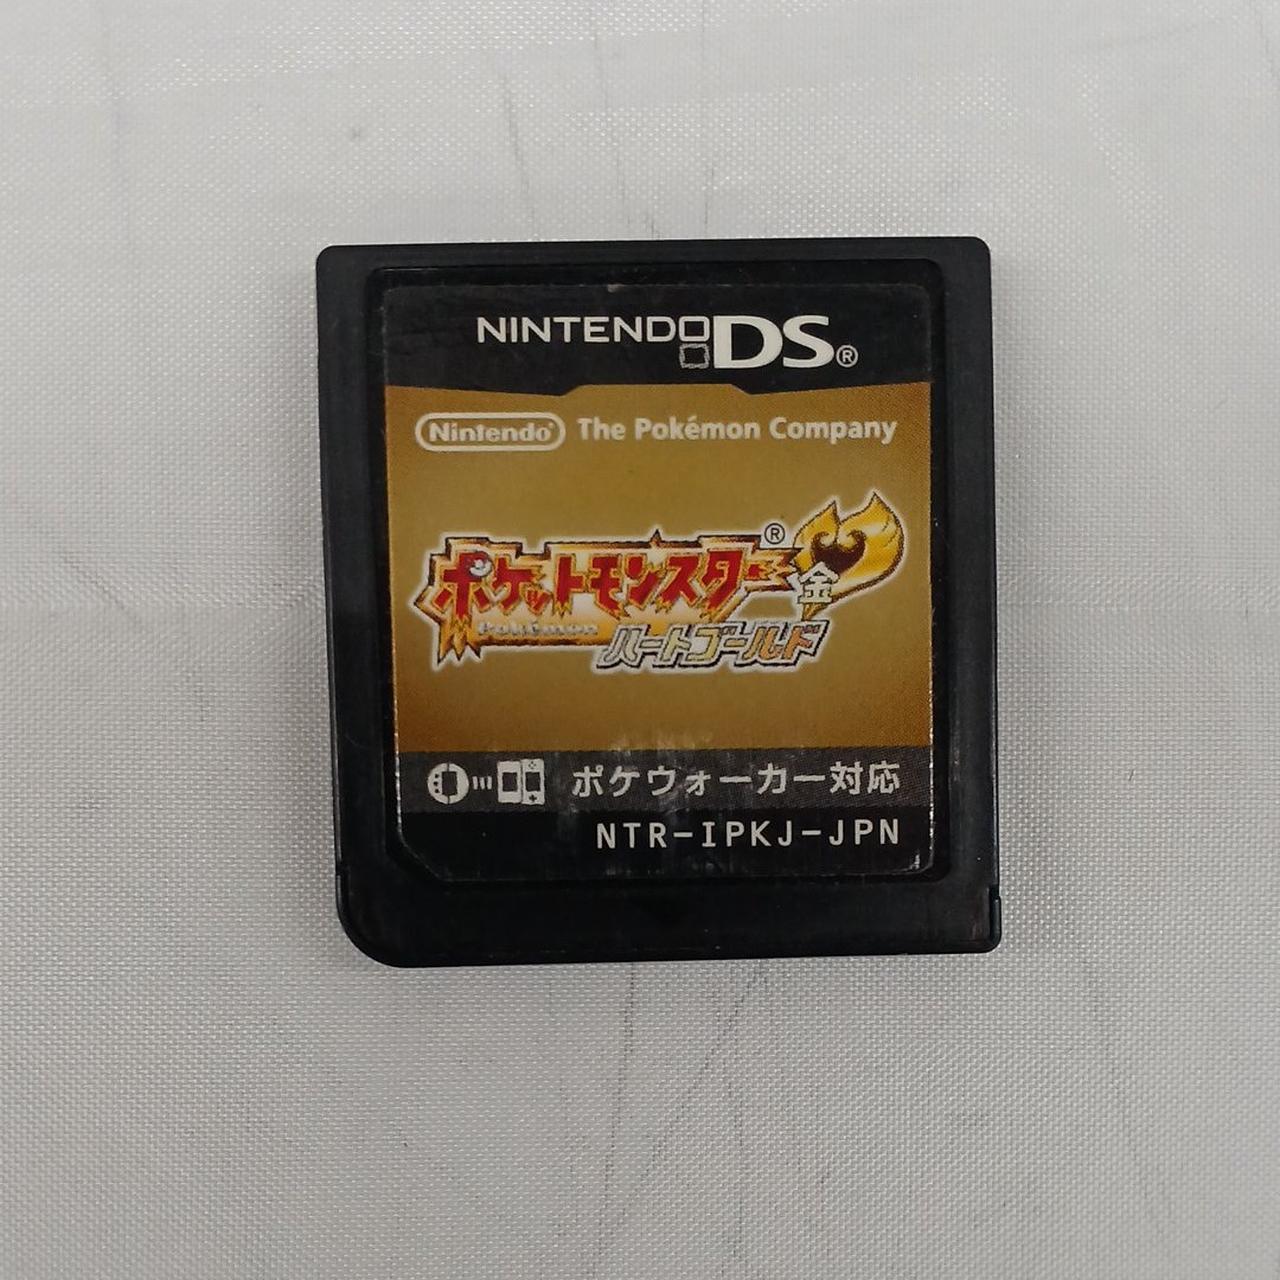 NINTENDO DS®
Nintendo® The Pokémon Company
ポケットモンスター®
金
Pokémon
ハートゴールド
ポケウォーカー対応
NTR-IPKJ-JPN